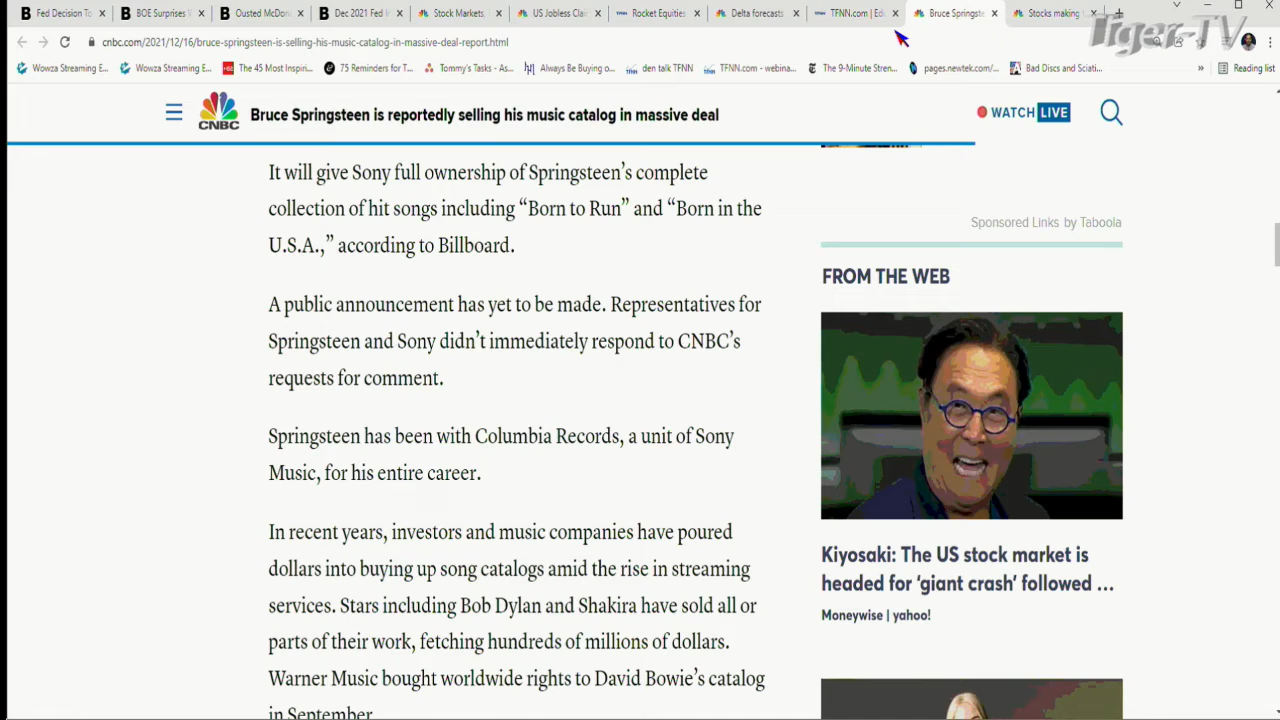 Fed Decision To
BOE Surprises
Ousted McDon
Dec 2021 Fed I
Stock Markets
US Jobless Clai
Rocket Equities
Delta forecasts
TFNN.com | Ed
Bruce Springste
Stocks making
Tiger-TV
cnbc.com/2021/12/16/bruce-springsteen-is-selling-his-music-catalog-in-massive-deal-report.html
Wowza Streaming E...
Wowza Streaming E...
The 45 Most Inspiri...
75 Reminders for T...
Tommy's Tasks - As...
Always Be Buying o...
den talk TFNN
TFNN.com - webina...
The 9-Minute Stren...
pages.newtek.com/...
Bad Discs and Sciati...
»
Reading list
CNBC
Bruce Springsteen is reportedly selling his music catalog in massive deal
WATCH LIVE
It will give Sony full ownership of Springsteen’s complete
collection of hit songs including “Born to Run” and “Born in the
U.S.A.,” according to Billboard.
A public announcement has yet to be made. Representatives for
Springsteen and Sony didn’t immediately respond to CNBC’s
requests for comment.
Springsteen has been with Columbia Records, a unit of Sony
Music, for his entire career.
In recent years, investors and music companies have poured
dollars into buying up song catalogs amid the rise in streaming
services. Stars including Bob Dylan and Shakira have sold all or
parts of their work, fetching hundreds of millions of dollars.
Warner Music bought worldwide rights to David Bowie’s catalog
in September
Sponsored Links by Taboola
FROM THE WEB
Kiyosaki: The US stock market is
headed for ‘giant crash’ followed ...
Moneywise | yahoo!